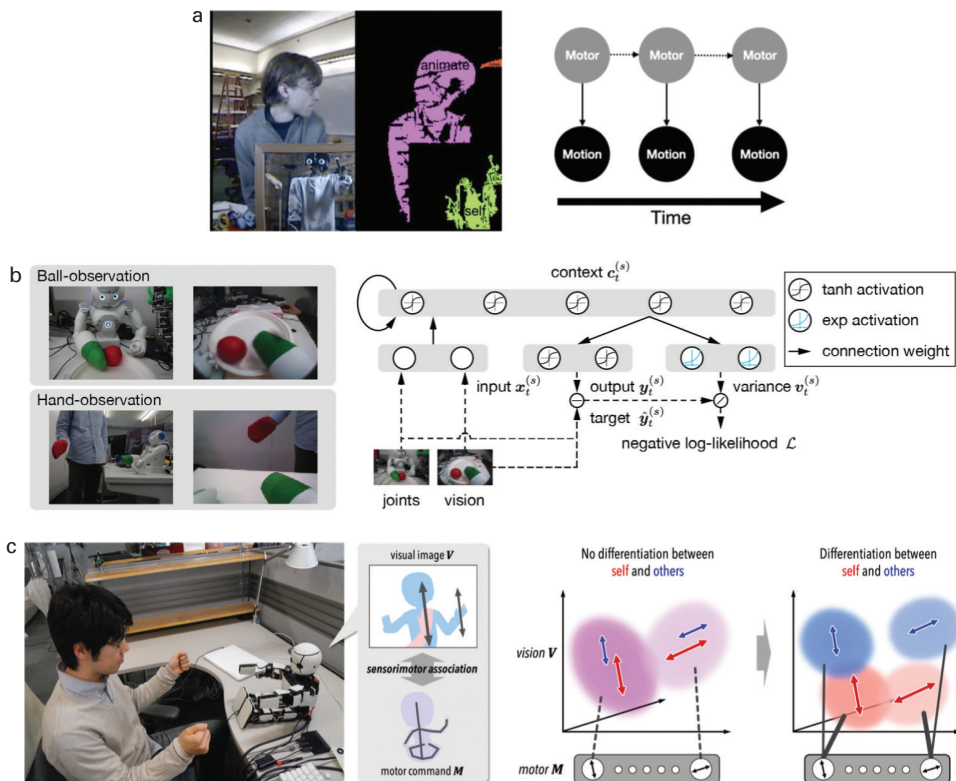 a
animate
self
Motor
Motor
Motor
Motion
Motion
Motion
Time
b
Ball-observation
Hand-observation
context c_t^(s)
input x_t^(s)
output y_t^(s)
variance v_t^(s)
target ŷ_t^(s)
negative log-likelihood ℒ
joints
vision
tanh activation
exp activation
connection weight
c
visual image V
sensorimotor association
motor command M
No differentiation between
self and others
Differentiation between
self and others
vision V
motor M